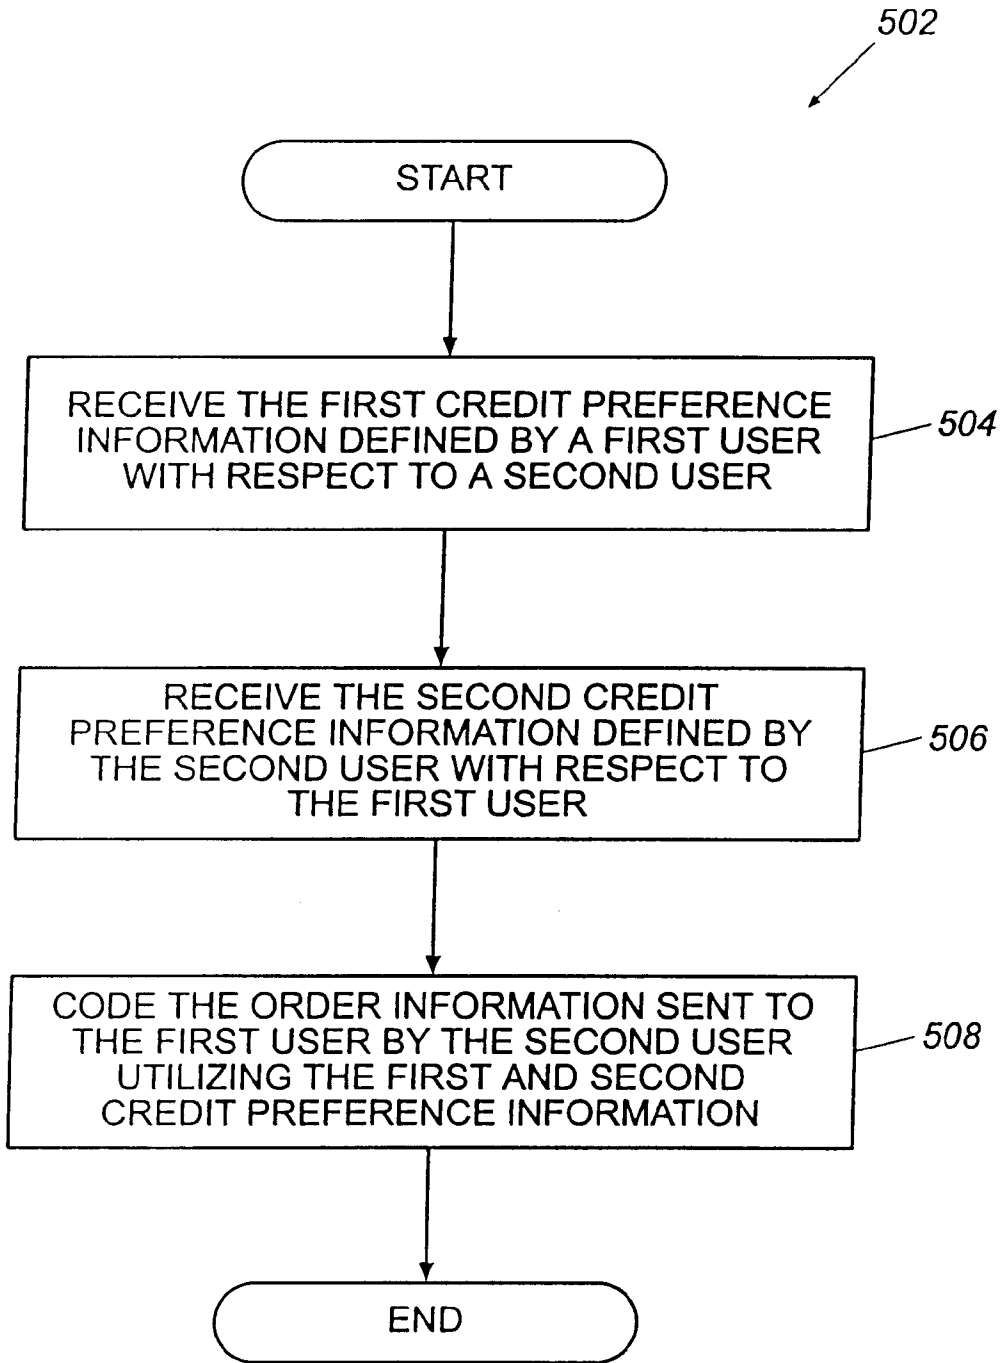 502
START
RECEIVE THE FIRST CREDIT PREFERENCE
INFORMATION DEFINED BY A FIRST USER
WITH RESPECT TO A SECOND USER
504
RECEIVE THE SECOND CREDIT
PREFERENCE INFORMATION DEFINED BY
THE SECOND USER WITH RESPECT TO
THE FIRST USER
506
CODE THE ORDER INFORMATION SENT TO
THE FIRST USER BY THE SECOND USER
UTILIZING THE FIRST AND SECOND
CREDIT PREFERENCE INFORMATION
508
END